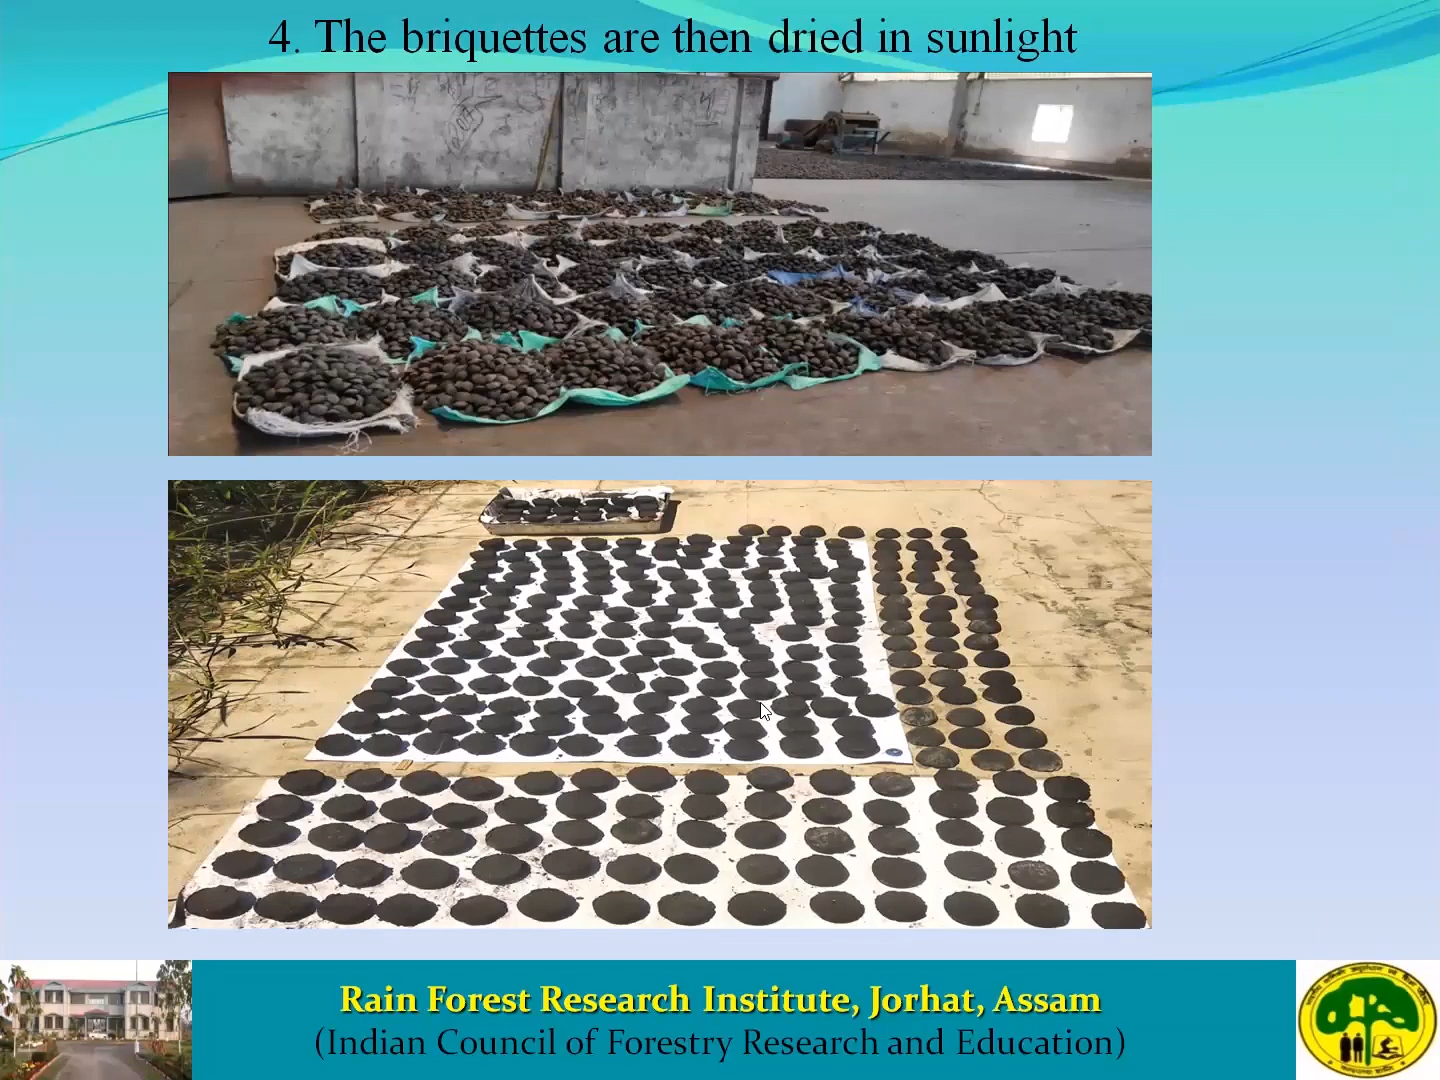 4. The briquettes are then dried in sunlight
Rain Forest Research Institute, Jorhat, Assam
(Indian Council of Forestry Research and Education)